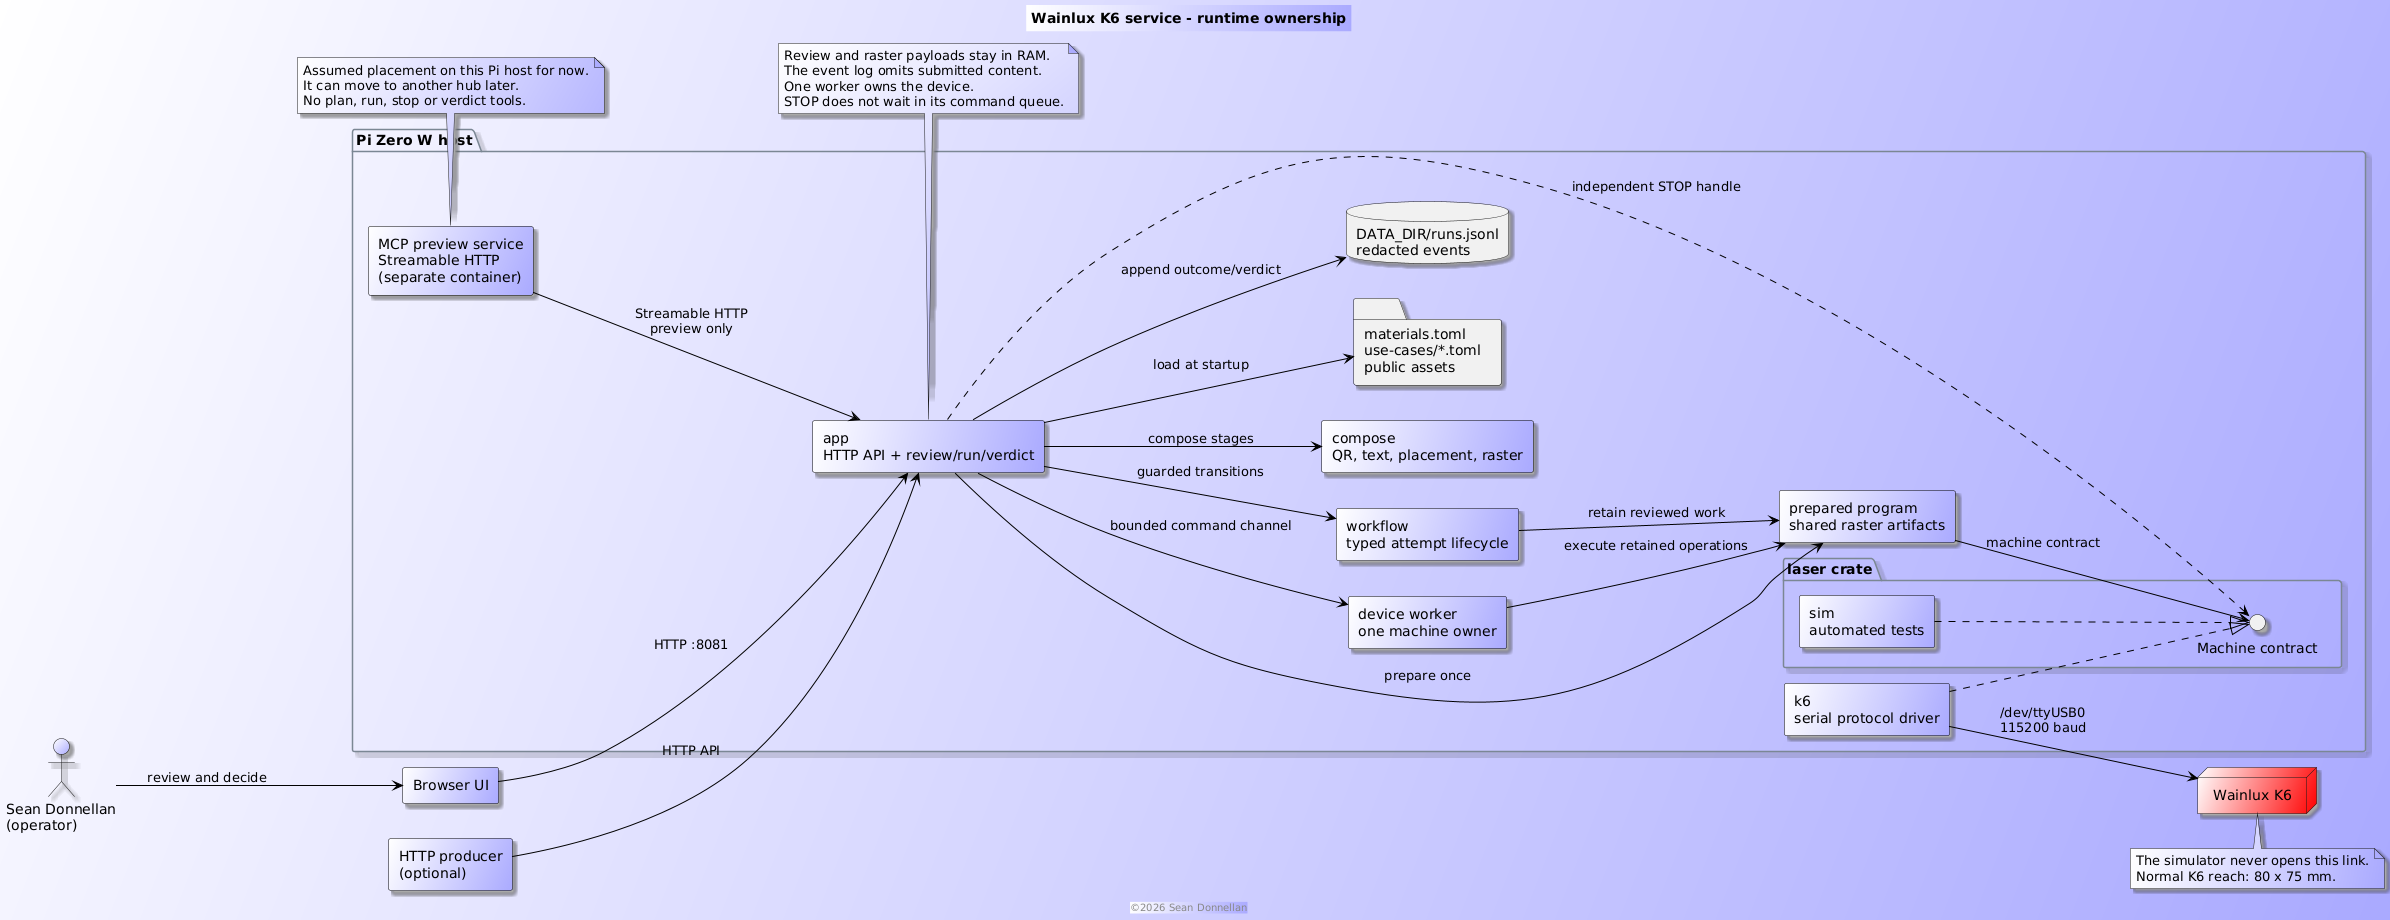 Wainlux K6 service - runtime ownership
Assumed placement on this Pi host for now.
It can move to another hub later.
No plan, run, stop or verdict tools.
Review and raster payloads stay in RAM.
The event log omits submitted content.
One worker owns the device.
STOP does not wait in its command queue.
Pi Zero W host
independent STOP handle
MCP preview service
Streamable HTTP
(separate container)
DATA_DIR/runs.jsonl
redacted events
append outcome/verdict
Streamable HTTP
preview only
materials.toml
use-cases/*.toml
public assets
load at startup
app
HTTP API + review/run/verdict
compose stages
compose
QR, text, placement, raster
guarded transitions
workflow
typed attempt lifecycle
retain reviewed work
prepared program
shared raster artifacts
bounded command channel
execute retained operations
machine contract
laser crate
device worker
one machine owner
sim
automated tests
Machine contract
HTTP :8081
prepare once
k6
serial protocol driver
/dev/ttyUSB0
115200 baud
HTTP API
Sean Donnellan
(operator)
review and decide
Browser UI
Wainlux K6
HTTP producer
(optional)
The simulator never opens this link.
Normal K6 reach: 80 x 75 mm.
©2026 Sean Donnellan